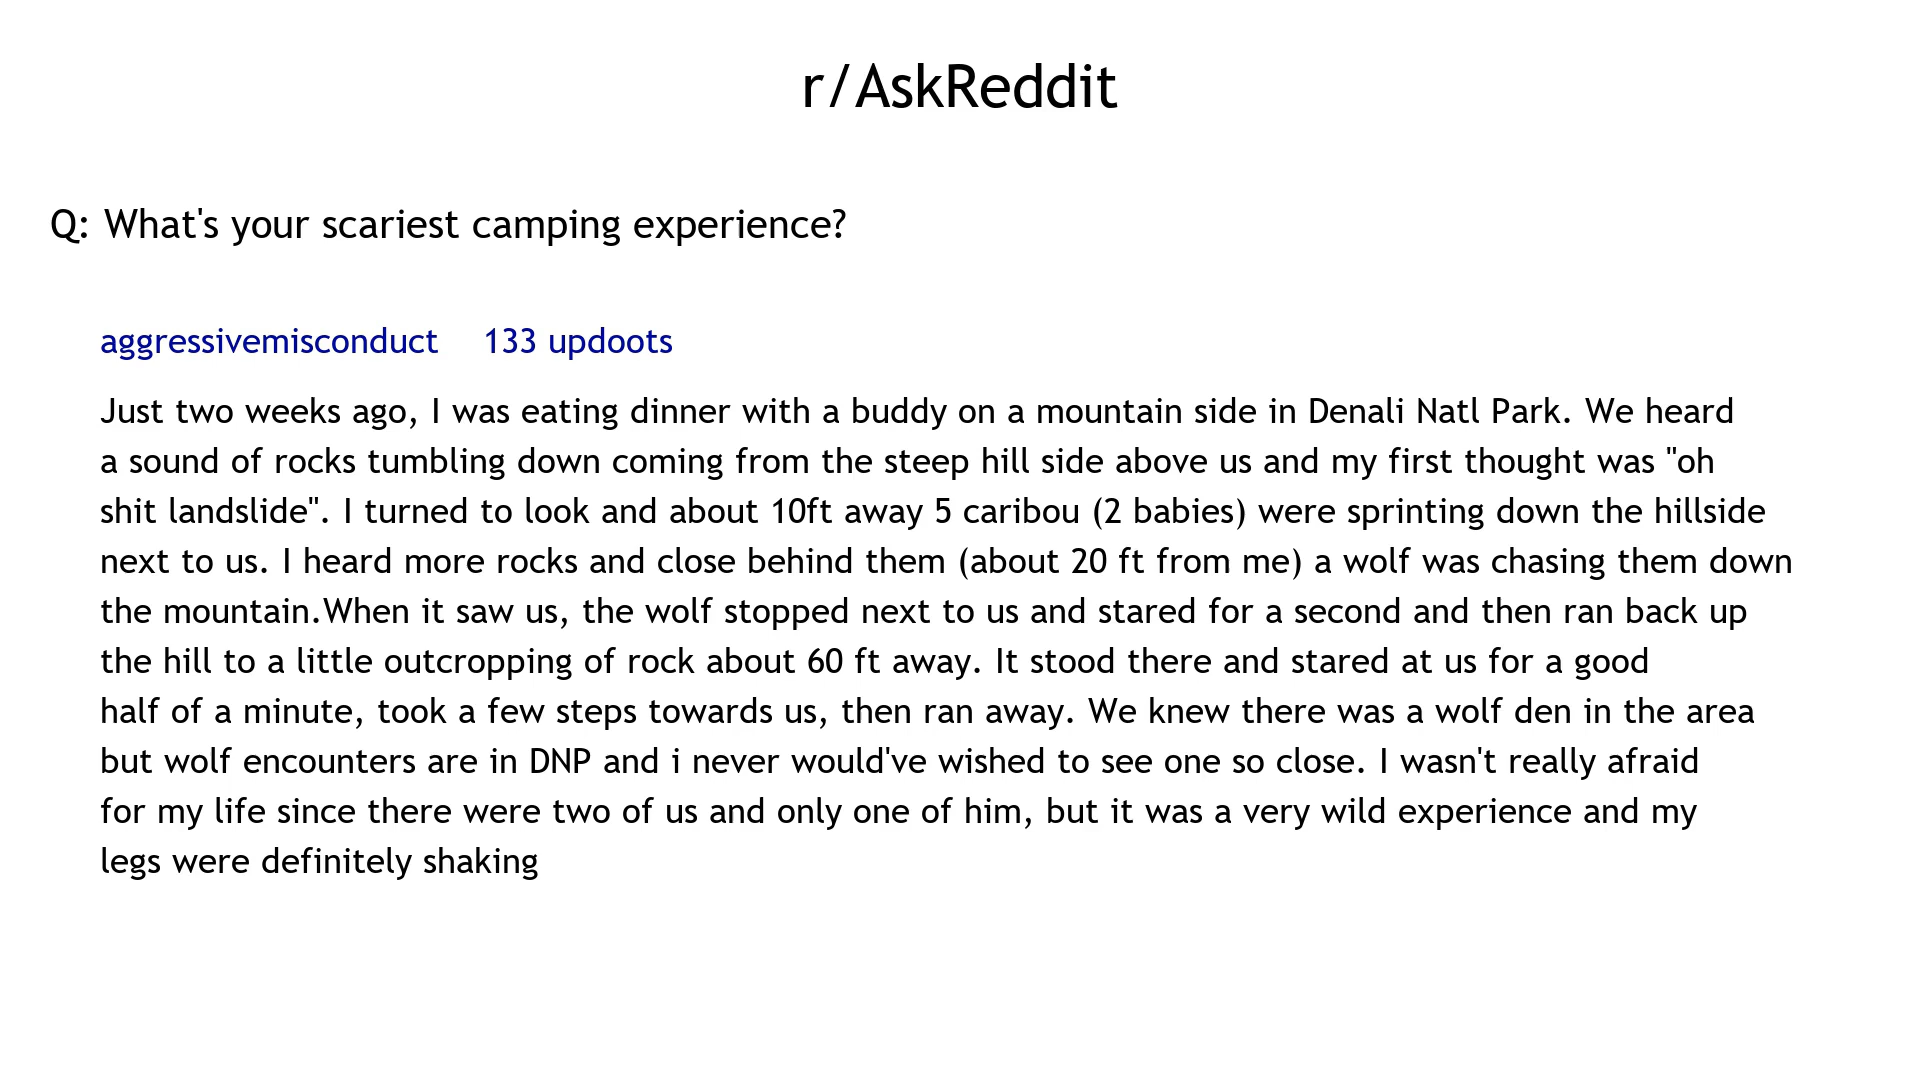 r/AskReddit
Q: What's your scariest camping experience?
aggressivemisconduct 133 updoots
Just two weeks ago, I was eating dinner with a buddy on a mountain side in Denali Natl Park. We heard
a sound of rocks tumbling down coming from the steep hill side above us and my first thought was "oh
shit landslide". I turned to look and about 10ft away 5 caribou (2 babies) were sprinting down the hillside
next to us. I heard more rocks and close behind them (about 20 ft from me) a wolf was chasing them down
the mountain.When it saw us, the wolf stopped next to us and stared for a second and then ran back up
the hill to a little outcropping of rock about 60 ft away. It stood there and stared at us for a good
half of a minute, took a few steps towards us, then ran away. We knew there was a wolf den in the area
but wolf encounters are in DNP and i never would've wished to see one so close. I wasn't really afraid
for my life since there were two of us and only one of him, but it was a very wild experience and my
legs were definitely shaking